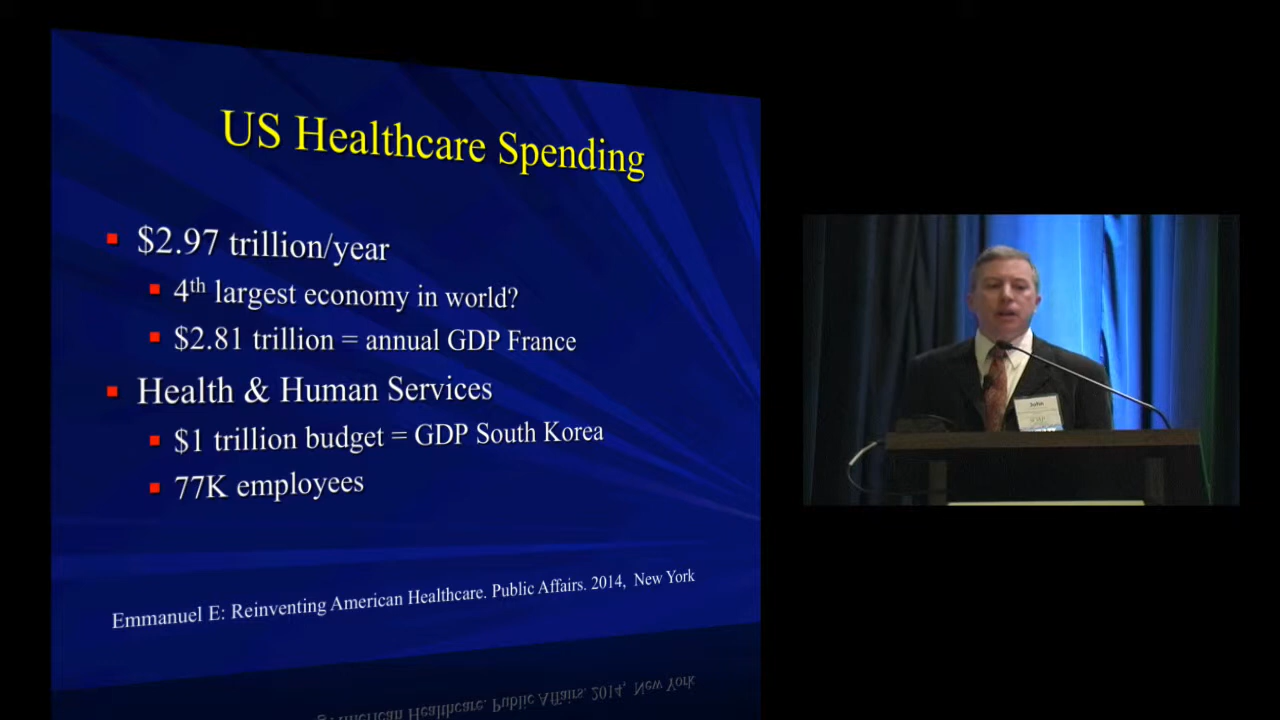 US Healthcare Spending
$2.97 trillion/year
4th largest economy in world?
$2.81 trillion = annual GDP France
Health & Human Services
$1 trillion budget = GDP South Korea
77K employees
Emmanuel E: Reinventing American Healthcare. Public Affairs. 2014, New York
John